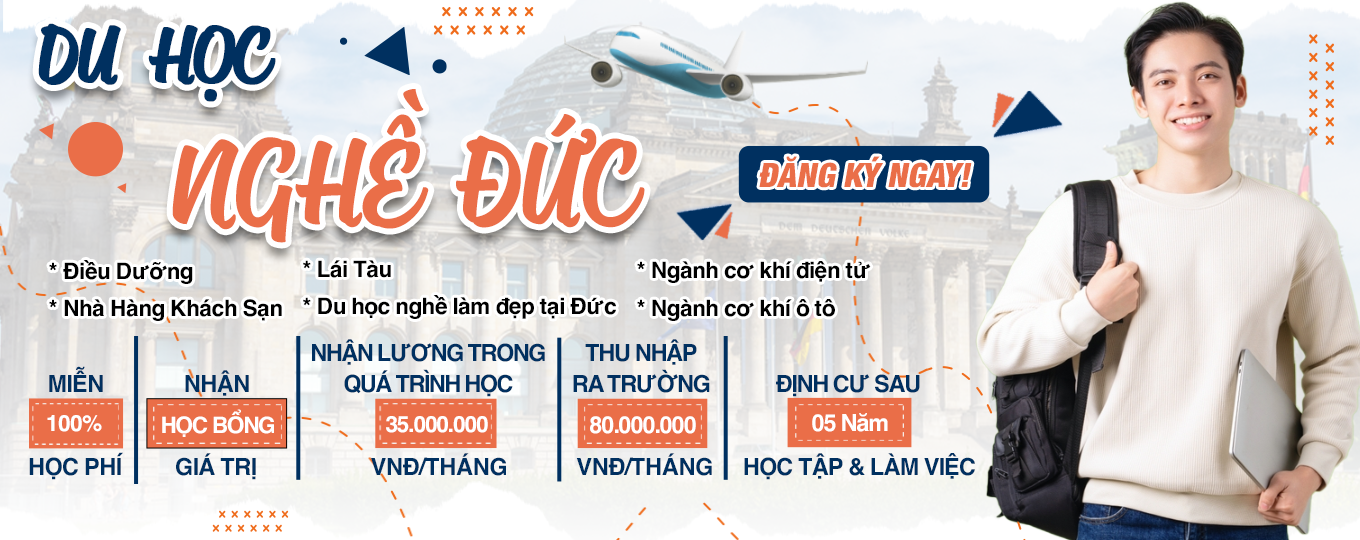 DU HỌC
NGHỀ ĐỨC
ĐĂNG KÝ NGAY!
* Điều Dưỡng
* Nhà Hàng Khách Sạn
* Lái Tàu
* Du học nghề làm đẹp tại Đức
* Ngành cơ khí điện tử
* Ngành cơ khí ô tô
MIỄN
100%
HỌC PHÍ
NHẬN
HỌC BỔNG
GIÁ TRỊ
NHẬN LƯƠNG TRONG
QUÁ TRÌNH HỌC
35.000.000
VNĐ/THÁNG
THU NHẬP
RA TRƯỜNG
80.000.000
VNĐ/THÁNG
ĐỊNH CƯ SAU
05 Năm
HỌC TẬP & LÀM VIỆC
DEM DEUTSCHEN VOLKE